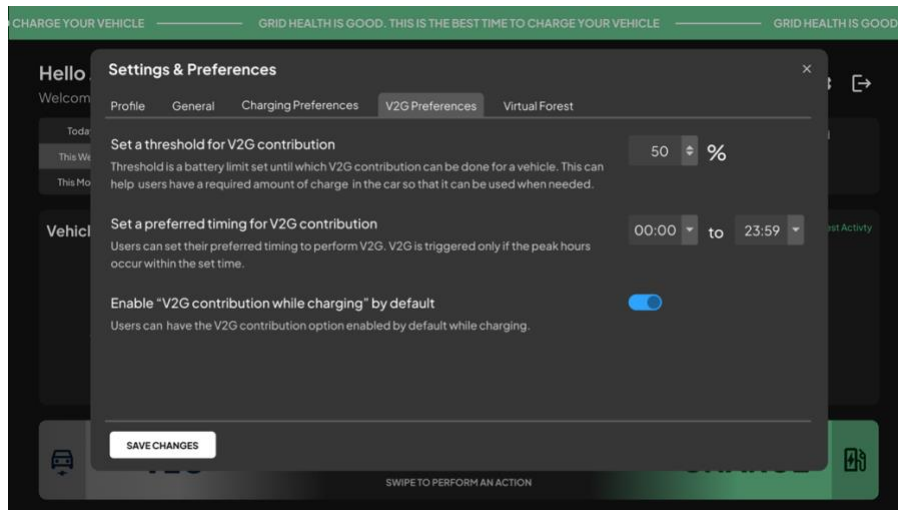 CHARGE YOUR VEHICLE GRID HEALTH IS GOOD. THIS IS THE BEST TIME TO CHARGE YOUR VEHICLE GRID HEALTH IS GOOD
Hello
Settings & Preferences
Welcom
Profile General Charging Preferences V2G Preferences Virtual Forest
Toda
Set a threshold for V2G contribution
50 %
This We
Threshold is a battery limit set until which V2G contribution can be done for a vehicle. This can
This Mo
help users have a required amount of charge in the car so that it can be used when needed.
Vehicl
Set a preferred timing for V2G contribution
00:00 to 23:59
est Activty
Users can set their preferred timing to perform V2G. V2G is triggered only if the peak hours
occur within the set time.
Enable “V2G contribution while charging” by default
Users can have the V2G contribution option enabled by default while charging.
SAVE CHANGES
SWIPE TO PERFORM AN ACTION